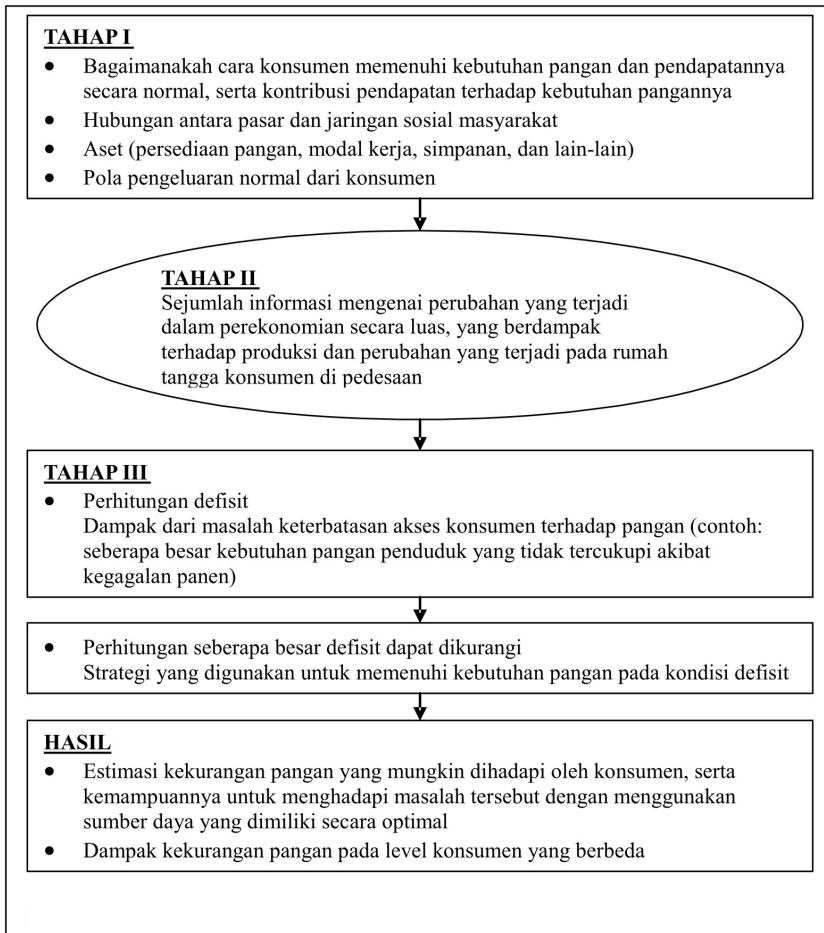 TAHAP I
• Bagaimanakah cara konsumen memenuhi kebutuhan pangan dan pendapatannya
secara normal, serta kontribusi pendapatan terhadap kebutuhan pangannya
• Hubungan antara pasar dan jaringan sosial masyarakat
• Aset (persediaan pangan, modal kerja, simpanan, dan lain-lain)
• Pola pengeluaran normal dari konsumen
TAHAP II
Sejumlah informasi mengenai perubahan yang terjadi
dalam perekonomian secara luas, yang berdampak
terhadap produksi dan perubahan yang terjadi pada rumah
tangga konsumen di pedesaan
TAHAP III
• Perhitungan defisit
Dampak dari masalah keterbatasan akses konsumen terhadap pangan (contoh:
seberapa besar kebutuhan pangan penduduk yang tidak tercukupi akibat
kegagalan panen)
• Perhitungan seberapa besar defisit dapat dikurangi
Strategi yang digunakan untuk memenuhi kebutuhan pangan pada kondisi defisit
HASIL
• Estimasi kekurangan pangan yang mungkin dihadapi oleh konsumen, serta
kemampuannya untuk menghadapi masalah tersebut dengan menggunakan
sumber daya yang dimiliki secara optimal
• Dampak kekurangan pangan pada level konsumen yang berbeda